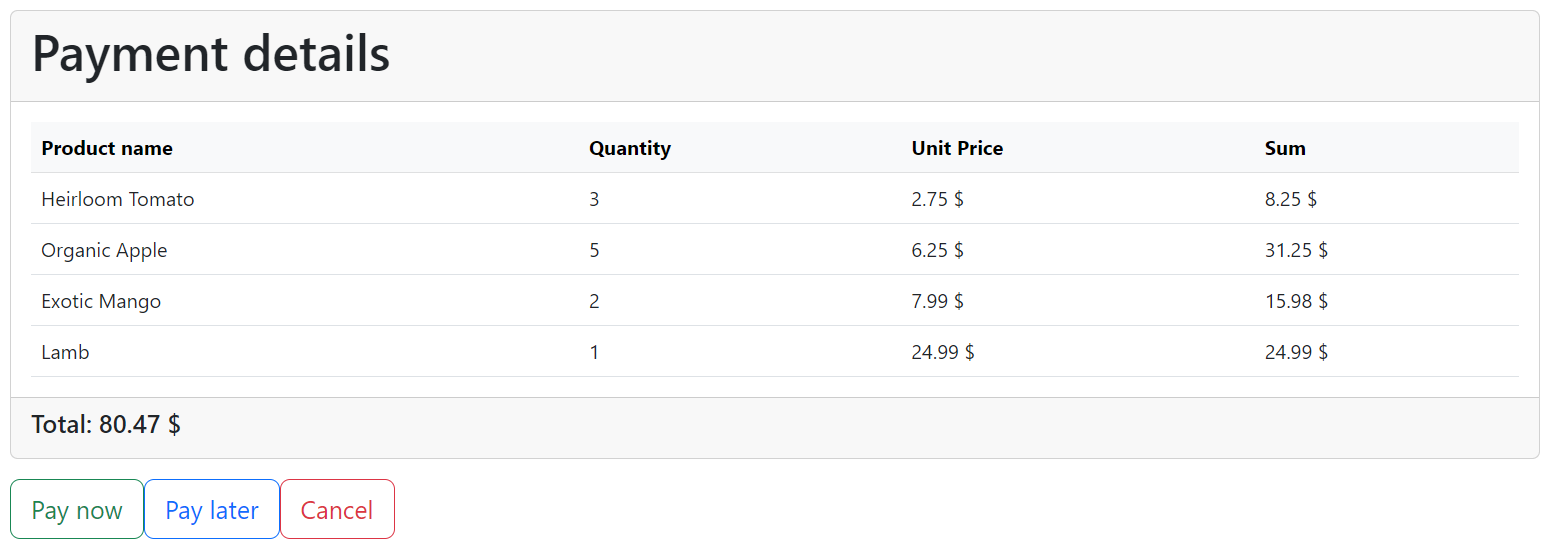 Payment details
Product name Quantity Unit Price Sum
Heirloom Tomato 3 2.75 $ 8.25 $
Organic Apple 5 6.25 $ 31.25 $
Exotic Mango 2 7.99 $ 15.98 $
Lamb 1 24.99 $ 24.99 $
Total: 80.47 $
Pay now Pay later Cancel